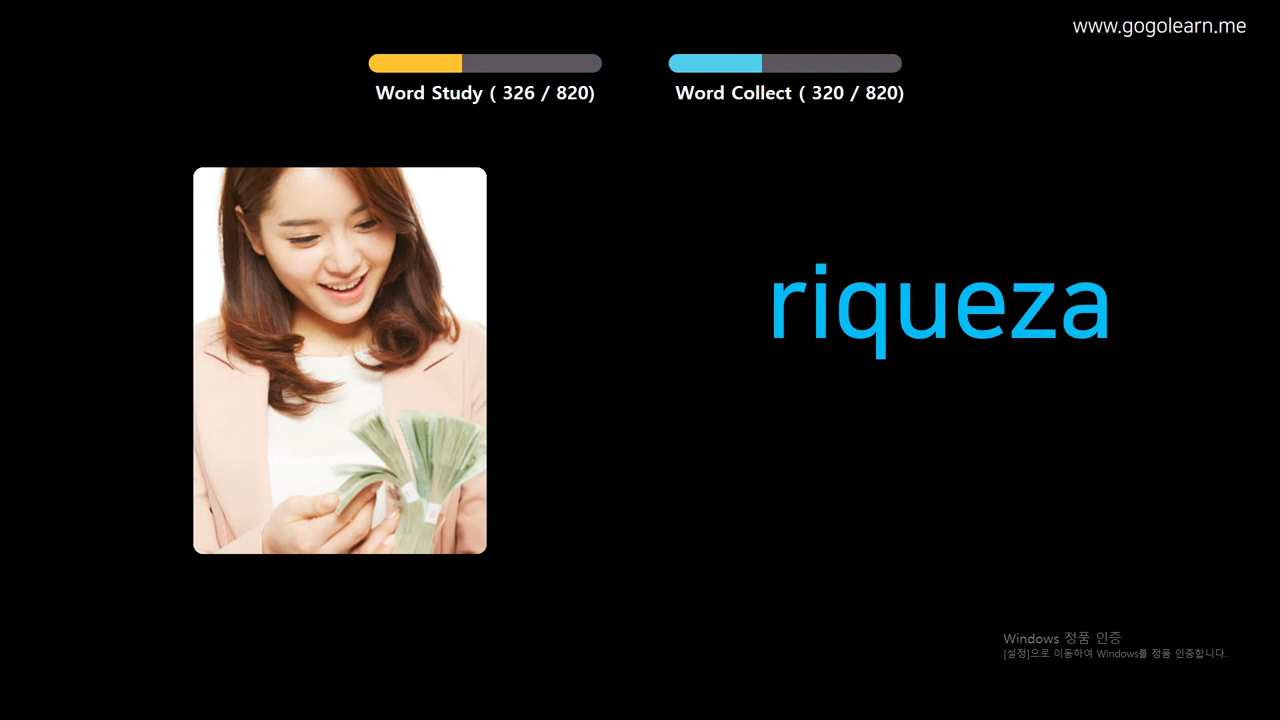 www.gogolearn.me
Word Study ( 326 / 820)
Word Collect ( 320 / 820)
riqueza
Windows 정품 인증
[설정]으로 이동하여 Windows를 정품 인증합니다.